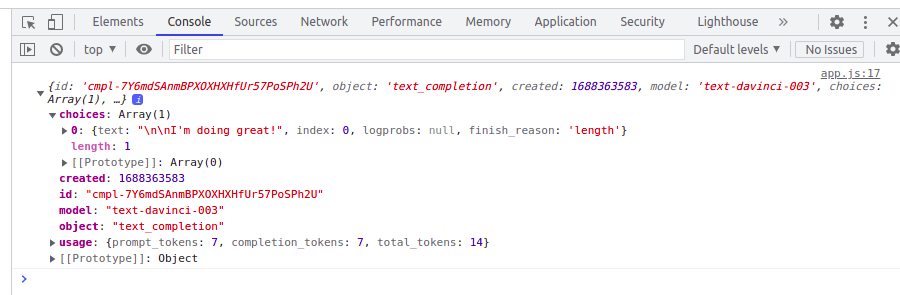 Elements Console Sources Network Performance Memory Application Security Lighthouse »
top ▼ Filter Default levels ▼ No Issues
app.js:17
{id: 'cmpl-7Y6mdSAnmBPXOXHXHfUr57PoSPh2U', object: 'text_completion', created: 1688363583, model: 'text-davinci-003', choices:
Array(1), …} i
choices: Array(1)
0: {text: "\n\nI'm doing great!", index: 0, logprobs: null, finish_reason: 'length'}
length: 1
[[Prototype]]: Array(0)
created: 1688363583
id: "cmpl-7Y6mdSAnmBPXOXHXHfUr57PoSPh2U"
model: "text-davinci-003"
object: "text_completion"
usage: {prompt_tokens: 7, completion_tokens: 7, total_tokens: 14}
[[Prototype]]: Object